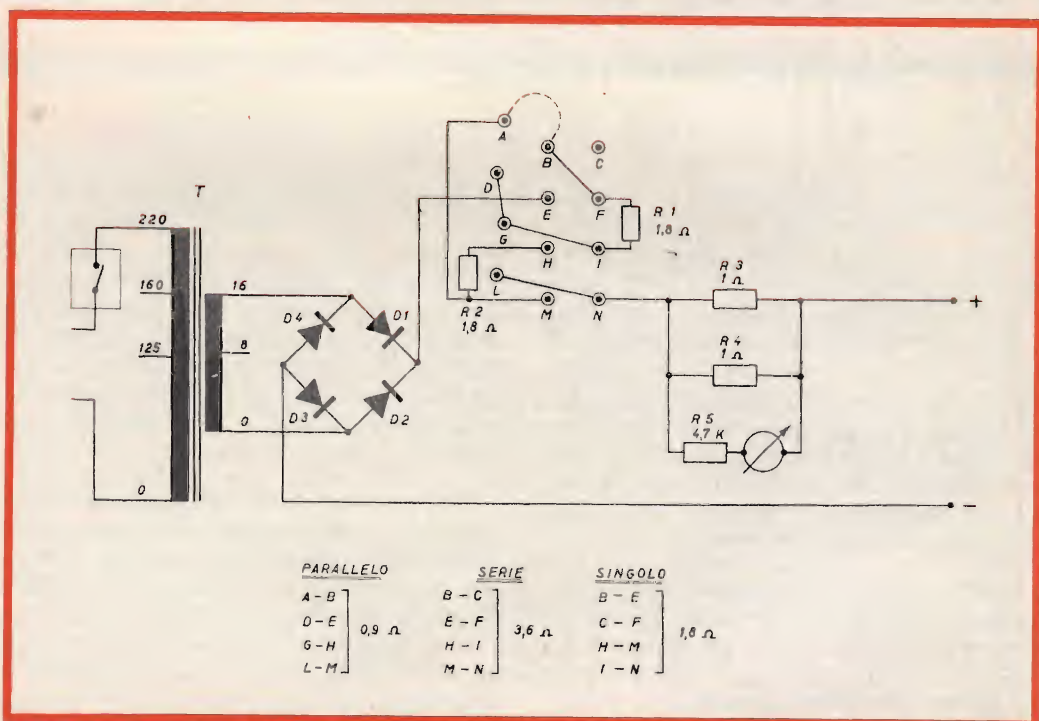 T
220
160
125
0
16
8
0
D4
D1
D3
D2
A
B
C
D
E
F
G
H
I
L
M
N
R 1
1,8 Ω
R 2
1,8 Ω
R 3
1 Ω
R 4
1 Ω
R 5
4,7 K
+
–
PARALLELO
A – B
D – E
G – H
L – M
0,9 Ω
SERIE
B – C
E – F
H – I
M – N
3,6 Ω
SINGOLO
B – E
C – F
H – M
I – N
1,8 Ω